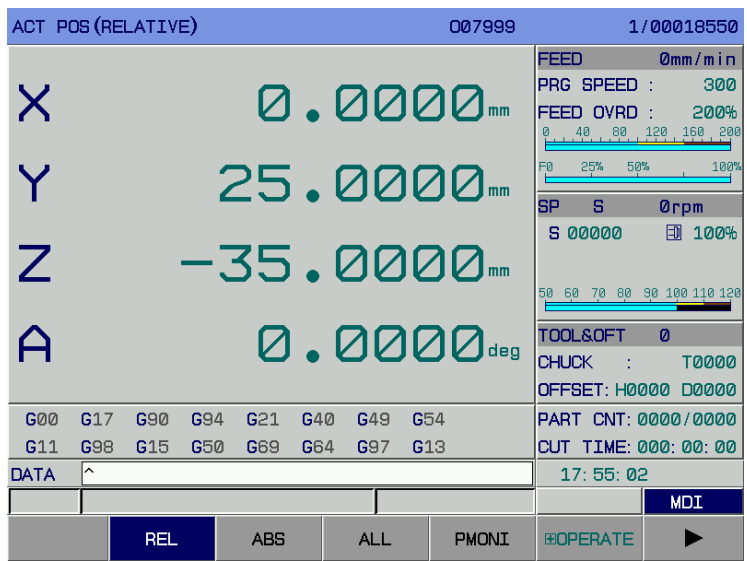 ACT POS(RELATIVE) O07999 1/00018550
X 0.0000mm
Y 25.0000mm
Z -35.0000mm
A 0.0000deg
G00 G17 G90 G94 G21 G40 G49 G54
G11 G98 G15 G50 G69 G64 G97 G13
FEED 0mm/min
PRG SPEED : 300
FEED OVRD : 200%
0 40 80 120 160 200
F0 25% 50% 100%
SP S 0rpm
S 00000 100%
50 60 70 80 90 100 110 120
TOOL&OFT 0
CHUCK : T0000
OFFSET: H0000 D0000
PART CNT: 0000/0000
CUT TIME: 000:00:00
DATA ^
17:55:02
MDI
REL ABS ALL PMONI ⊞OPERATE ▶